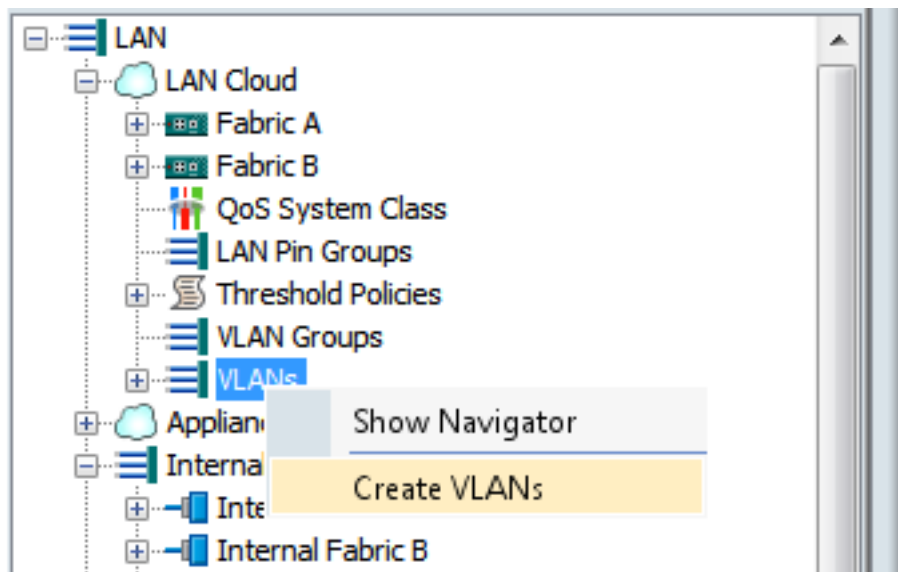 LAN
LAN Cloud
Fabric A
Fabric B
QoS System Class
LAN Pin Groups
Threshold Policies
VLAN Groups
VLANs
Show Navigator
Create VLANs
Internal Fabric B